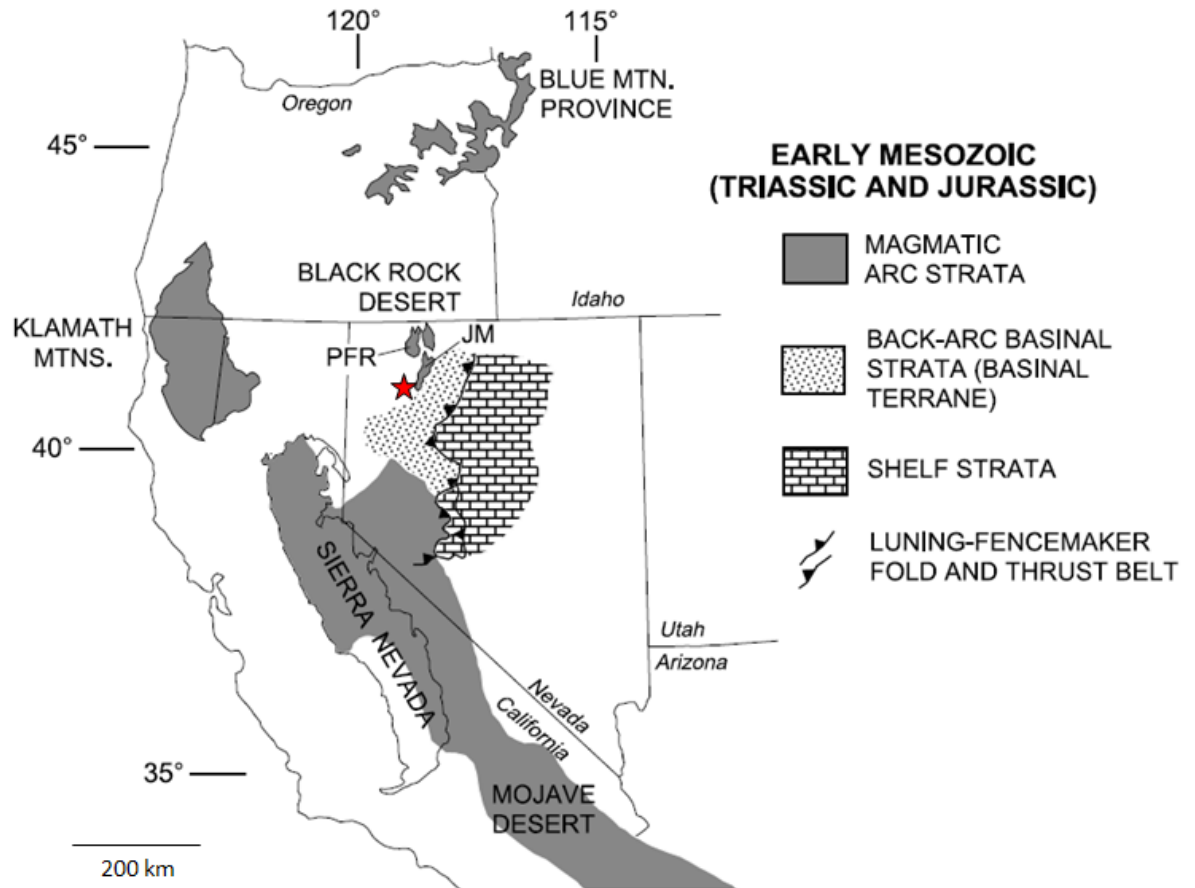 120°
115°
BLUE MTN.
PROVINCE
Oregon
45°
EARLY MESOZOIC
(TRIASSIC AND JURASSIC)
MAGMATIC
ARC STRATA
BLACK ROCK
DESERT
Idaho
KLAMATH
MTNS.
PFR
JM
BACK-ARC BASINAL
STRATA (BASINAL
TERRANE)
40°
SHELF STRATA
LUNING-FENCEMAKER
FOLD AND THRUST BELT
SIERRA NEVADA
Utah
Arizona
Nevada
California
35°
MOJAVE
DESERT
200 km